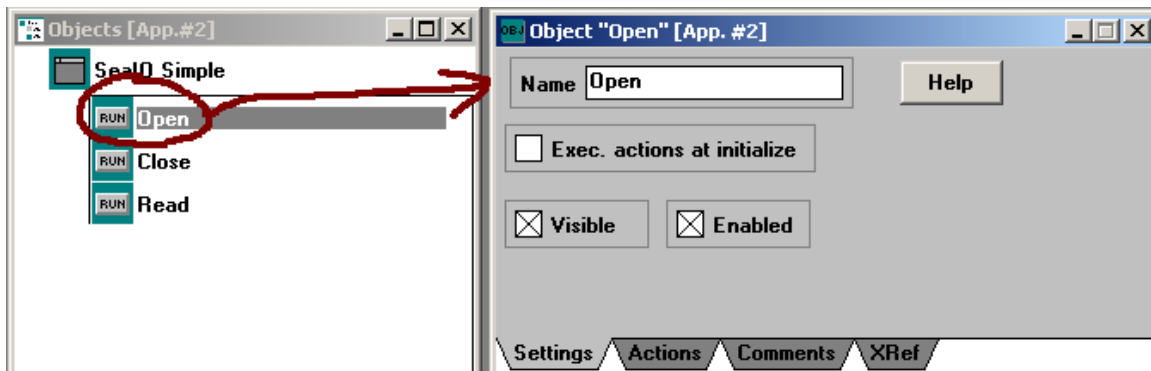 Objects [App.#2]
SeaIO Simple
RUN Open
RUN Close
RUN Read
OBJ Object "Open" [App. #2]
Name Open
Help
Exec. actions at initialize
Visible Enabled
Settings Actions Comments XRef